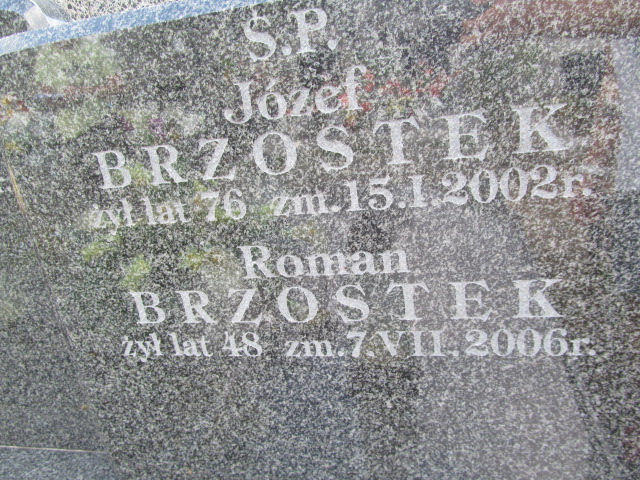 Ś.P.
Józef
BRZOSTEK
żył lat 76 zm.15.I.2002r.
Roman
BRZOSTEK
żył lat 48 zm.7.VII.2006r.